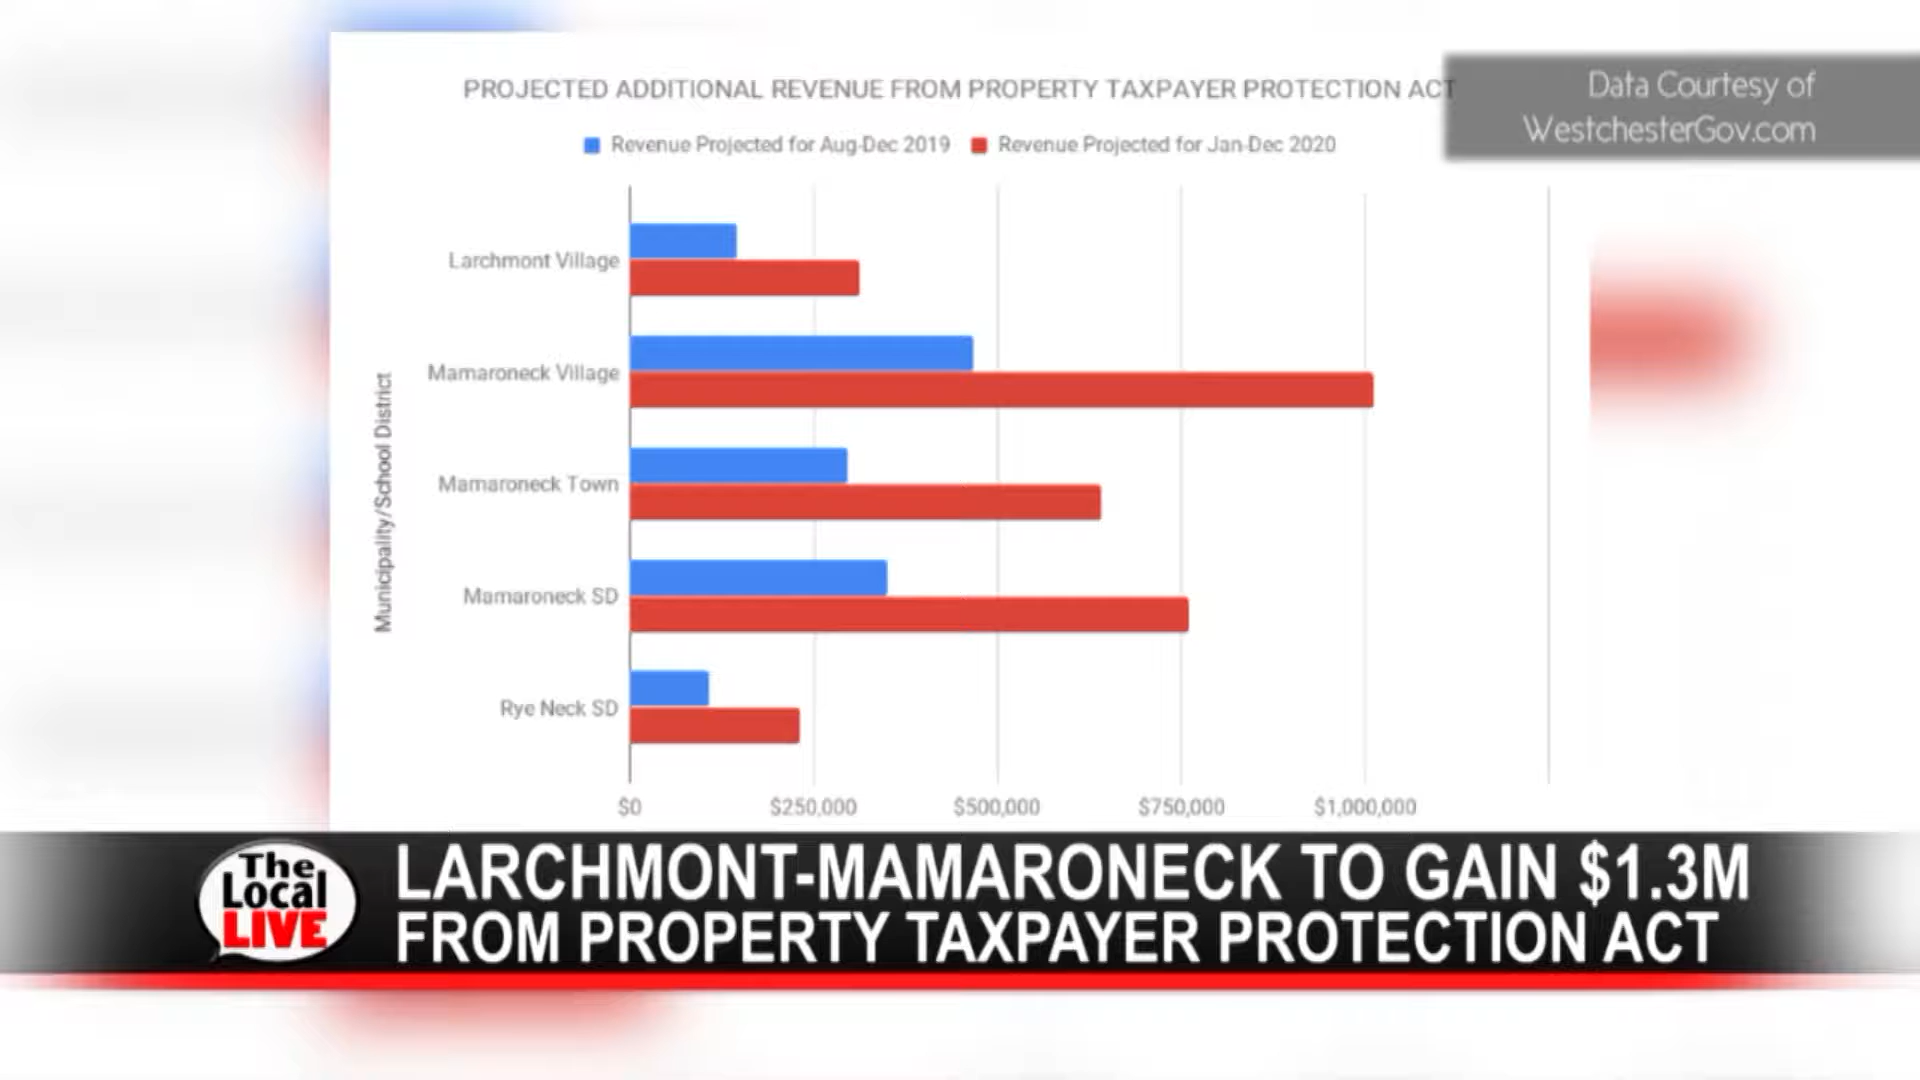 PROJECTED ADDITIONAL REVENUE FROM PROPERTY TAXPAYER PROTECTION ACT
Data Courtesy of
WestchesterGov.com
Revenue Projected for Aug-Dec 2019
Revenue Projected for Jan-Dec 2020
Municipality/School District
Larchmont Village
Mamaroneck Village
Mamaroneck Town
Mamaroneck SD
Rye Neck SD
$0 $250,000 $500,000 $750,000 $1,000,000
The
Local
LIVE
LARCHMONT-MAMARONECK TO GAIN $1.3M
FROM PROPERTY TAXPAYER PROTECTION ACT